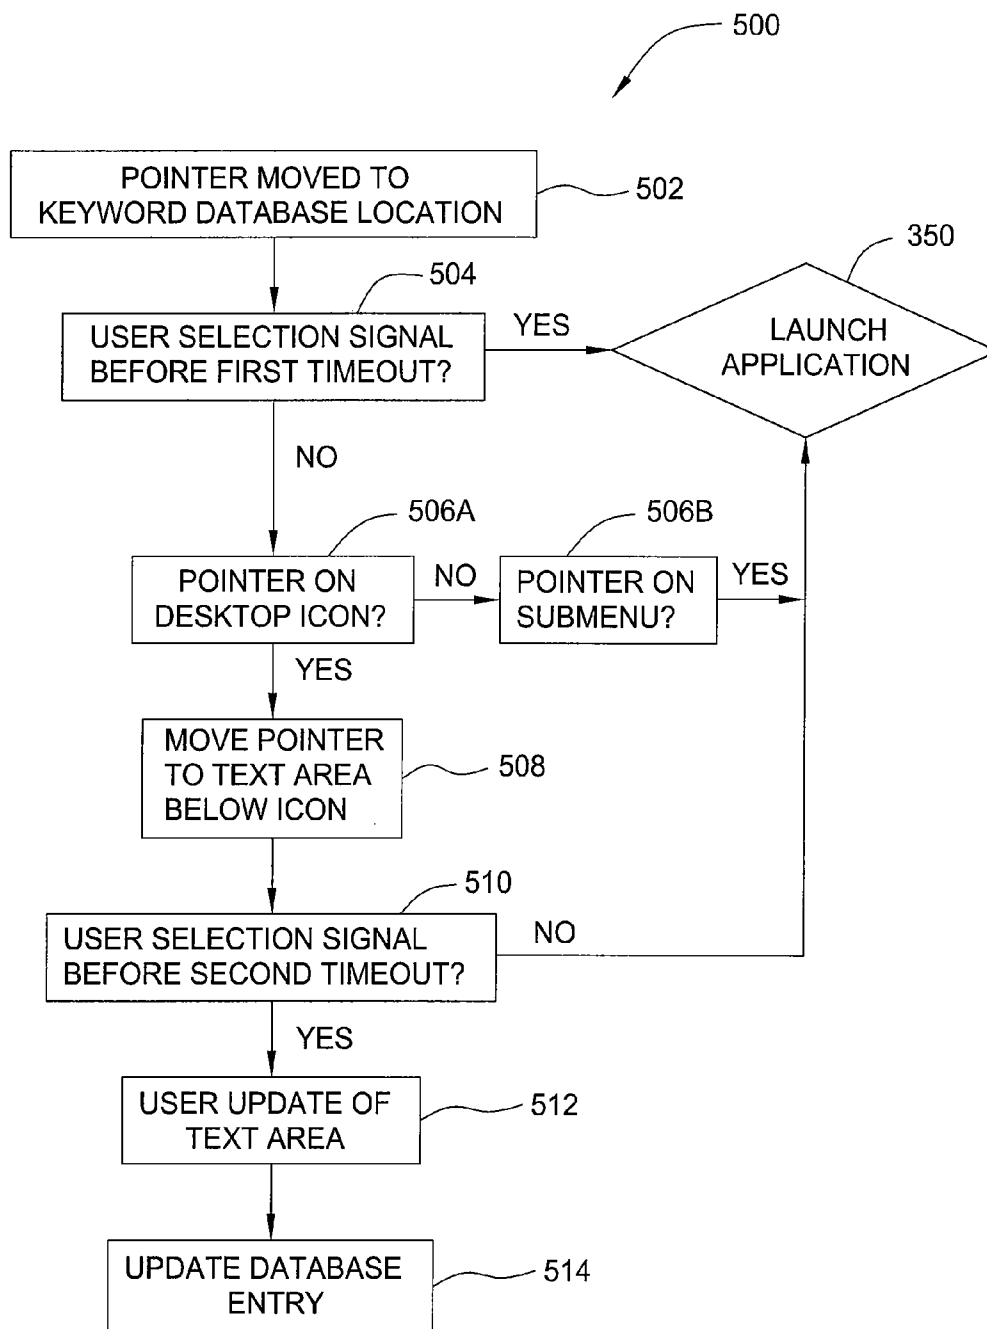 500
POINTER MOVED TO
KEYWORD DATABASE LOCATION
502
504
350
USER SELECTION SIGNAL
BEFORE FIRST TIMEOUT?
YES
LAUNCH
APPLICATION
NO
506A
506B
POINTER ON
DESKTOP ICON?
NO
POINTER ON
SUBMENU?
YES
YES
MOVE POINTER
TO TEXT AREA
BELOW ICON
508
510
USER SELECTION SIGNAL
BEFORE SECOND TIMEOUT?
NO
YES
USER UPDATE OF
TEXT AREA
512
UPDATE DATABASE
ENTRY
514